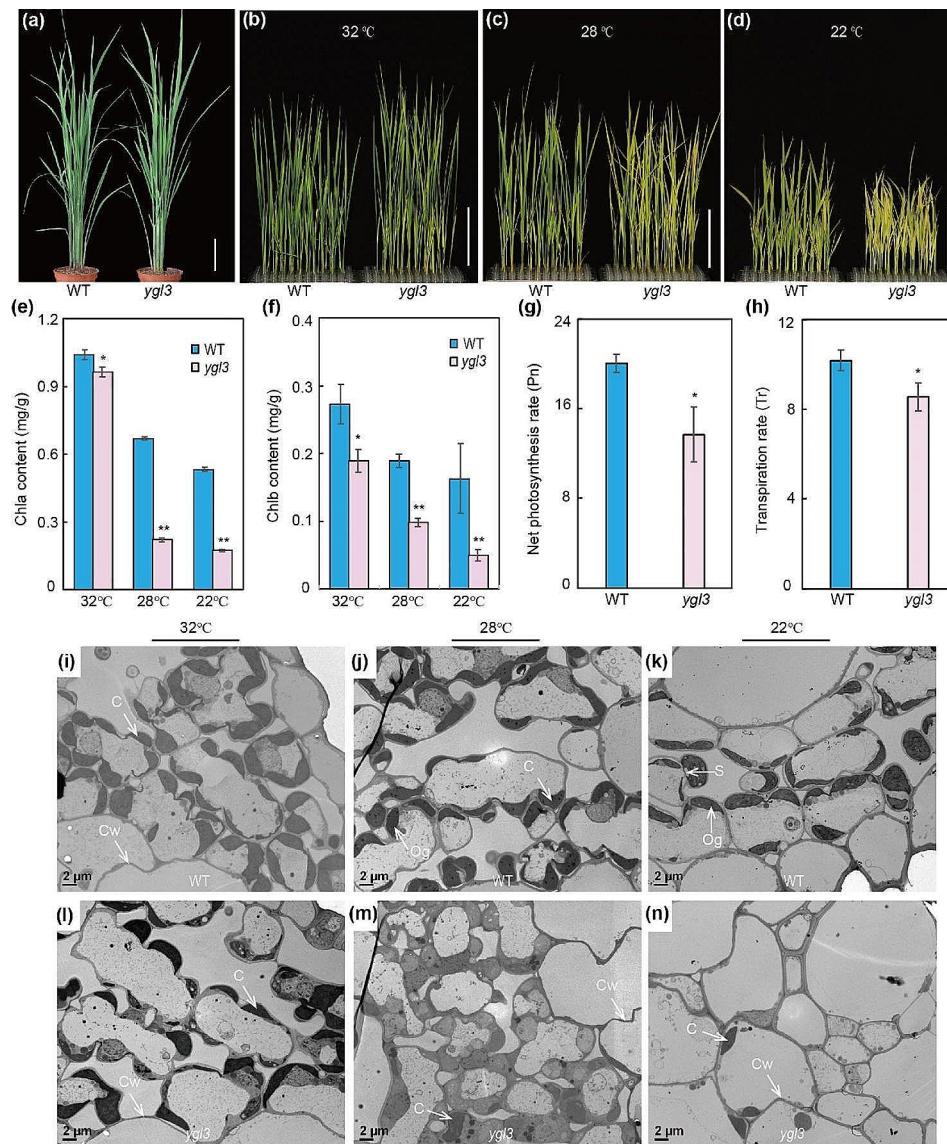 (a)
(b)
32 ℃
(c)
28 ℃
(d)
22 ℃
WT
ygl3
WT
ygl3
WT
ygl3
WT
ygl3
(e)
Chla content (mg/g)
1.2
0.9
0.6
0.3
0
WT
ygl3
*
**
**
32℃
28℃
22℃
(f)
Chlb content (mg/g)
0.4
0.3
0.2
0.1
0
WT
ygl3
*
**
**
32℃
28℃
22℃
(g)
Net photosynthesis rate (Pn)
24
18
12
6
0
*
WT
ygl3
(h)
Transpiration rate (Tr)
12
8
4
0
*
WT
ygl3
32℃
28℃
22℃
(i)
C
Cw
2 μm
WT
(j)
C
Og
2 μm
WT
(k)
S
Og
2 μm
WT
(l)
C
Cw
2 μm
ygl3
(m)
Cw
C
2 μm
ygl3
(n)
C
Cw
2 μm
ygl3